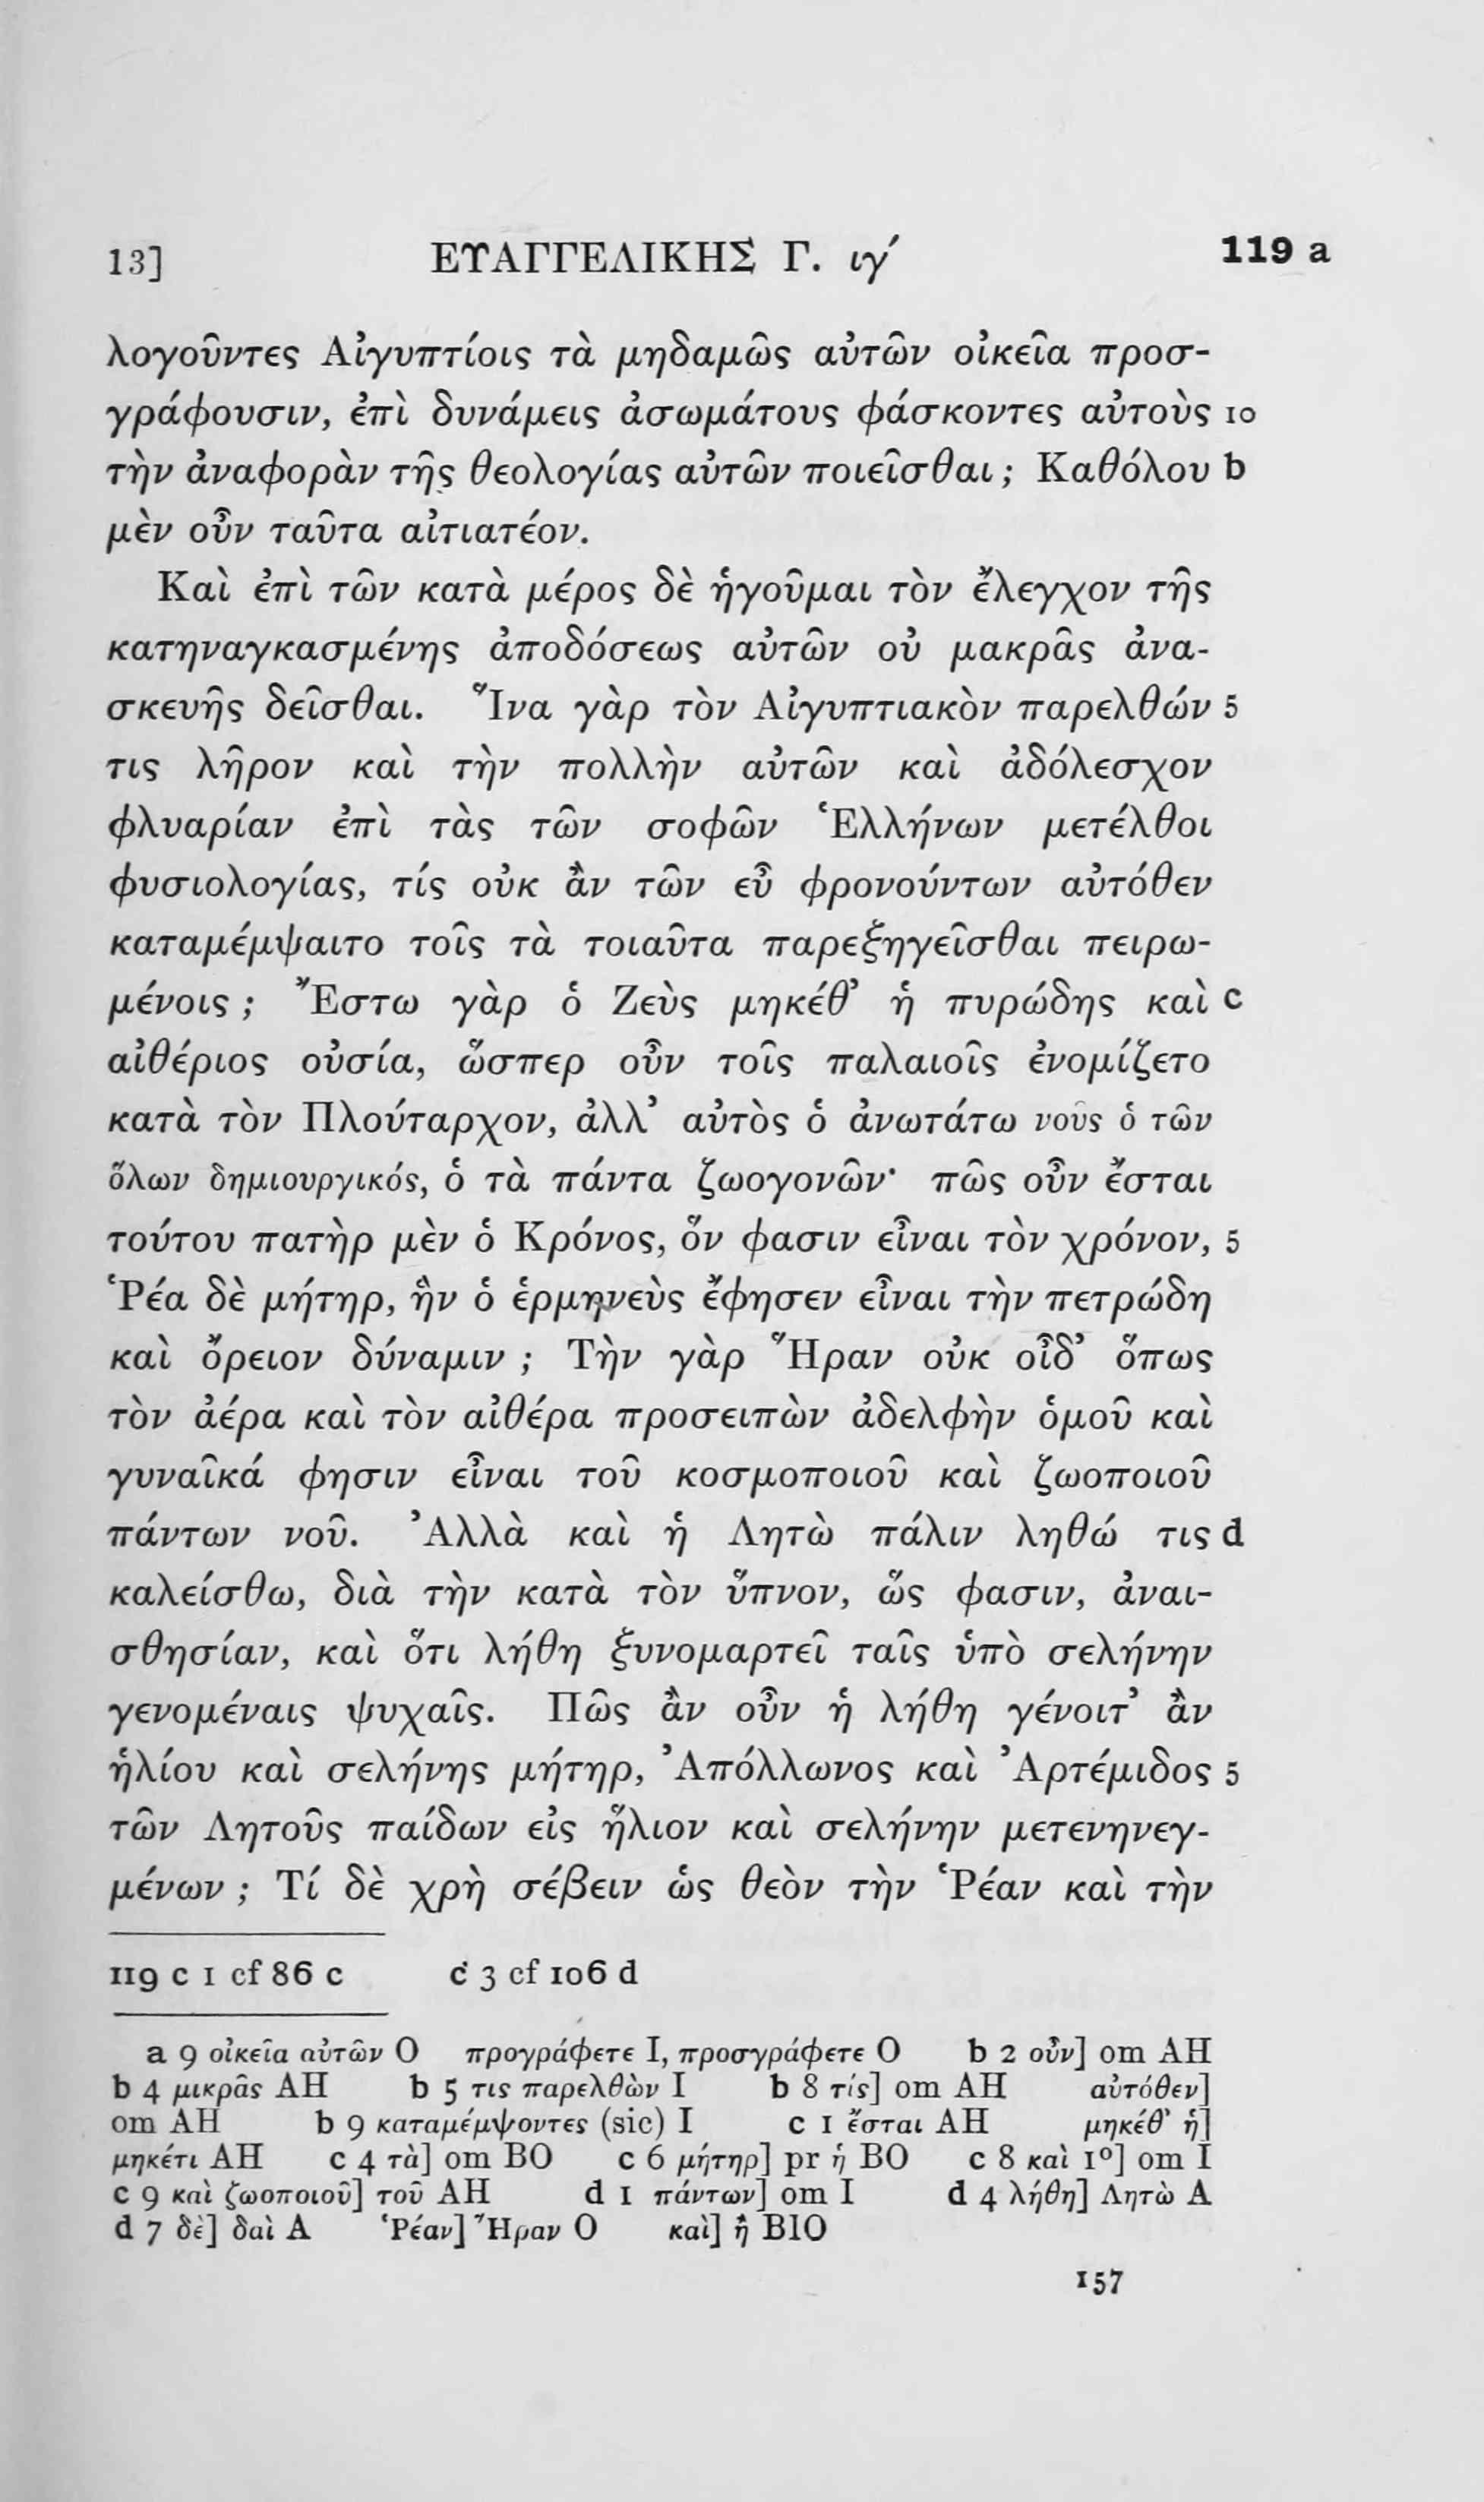 13] ΕΥΑΓΓΕΛΙΚΗΣ Γ. ιγ´ 119 a
λογοῦντες Αἰγυπτίοις τὰ μηδαμῶς αὐτῶν οἰκεῖα προσ-
γράφουσιν, ἐπὶ δυνάμεις ἀσωμάτους φάσκοντες αὐτοὺς 10
τὴν ἀναφορὰν τῆς θεολογίας αὐτῶν ποιεῖσθαι; Καθόλου b
μὲν οὖν ταῦτα αἰτιατέον.
Καὶ ἐπὶ τῶν κατὰ μέρος δὲ ἡγοῦμαι τὸν ἔλεγχον τῆς
κατηναγκασμένης ἀποδόσεως αὐτῶν οὐ μακρᾶς ἀνα-
σκευῆς δεῖσθαι. Ἵνα γὰρ τὸν Αἰγυπτιακὸν παρελθών 5
τις λῆρον καὶ τὴν πολλὴν αὐτῶν καὶ ἀδόλεσχον
φλυαρίαν ἐπὶ τὰς τῶν σοφῶν Ἑλλήνων μετέλθοι
φυσιολογίας, τίς οὐκ ἂν τῶν εὖ φρονούντων αὐτόθεν
καταμέμψαιτο τοῖς τὰ τοιαῦτα παρεξηγεῖσθαι πειρω-
μένοις; Ἔστω γὰρ ὁ Ζεὺς μηκέθ’ ἡ πυρώδης καὶ c
αἰθέριος οὐσία, ὥσπερ οὖν τοῖς παλαιοῖς ἐνομίζετο
κατὰ τὸν Πλούταρχον, ἀλλ’ αὐτὸς ὁ ἀνωτάτω νοῦς ὁ τῶν
ὅλων δημιουργικός, ὁ τὰ πάντα ζωογονῶν· πῶς οὖν ἔσται
τούτου πατὴρ μὲν ὁ Κρόνος, ὅν φασιν εἶναι τὸν χρόνον, 5
Ῥέα δὲ μήτηρ, ἣν ὁ ἑρμηνεὺς ἔφησεν εἶναι τὴν πετρώδη
καὶ ὄρειον δύναμιν; Τὴν γὰρ Ἥραν οὐκ οἶδ’ ὅπως
τὸν ἀέρα καὶ τὸν αἰθέρα προσειπὼν ἀδελφὴν ὁμοῦ καὶ
γυναῖκά φησιν εἶναι τοῦ κοσμοποιοῦ καὶ ζωοποιοῦ
πάντων νοῦ. Ἀλλὰ καὶ ἡ Λητὼ πάλιν ληθώ τις d
καλείσθω, διὰ τὴν κατὰ τὸν ὕπνον, ὥς φασιν, ἀναι-
σθησίαν, καὶ ὅτι λήθη ξυνομαρτεῖ ταῖς ὑπὸ σελήνην
γενομέναις ψυχαῖς. Πῶς ἂν οὖν ἡ λήθη γένοιτ’ ἂν
ἡλίου καὶ σελήνης μήτηρ, Ἀπόλλωνος καὶ Ἀρτέμιδος 5
τῶν Λητοῦς παίδων εἰς ἥλιον καὶ σελήνην μετενηνεγ-
μένων; Τί δὲ χρὴ σέβειν ὡς θεὸν τὴν Ῥέαν καὶ τὴν
119 c 1 cf 86 c c 3 cf 106 d
a 9 οἰκεῖα αὐτῶν O προγράφετε I, προσγράφετε O b 2 οὖν] om AH
b 4 μικρᾶς AH b 5 τις παρελθὼν I b 8 τίς] om AH αὐτόθεν]
om AH b 9 καταμέμψοντες (sic) I c 1 ἔσται AH μηκέθ’ ἡ]
μηκέτι AH c 4 τὰ] om BO c 6 μήτηρ] pr ἡ BO c 8 καὶ 1º] om I
c 9 καὶ ζωοποιοῦ] τοῦ AH d 1 πάντων] om I d 4 λήθη] Λητὼ A
d 7 δὲ] δαὶ A Ῥέαν] Ἥραν O καὶ] ἢ BIO
157